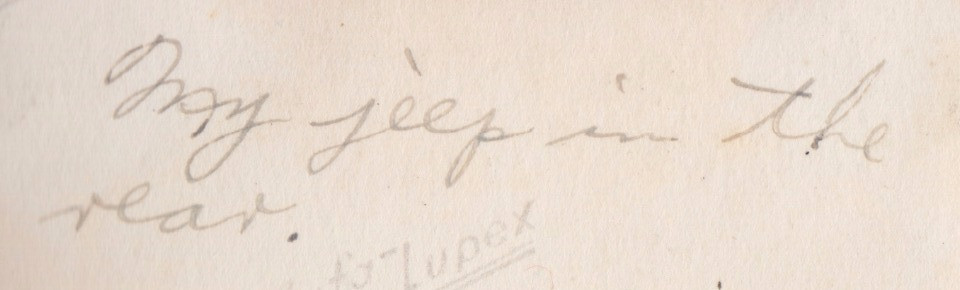 My jeep in the
rear.
Lupex